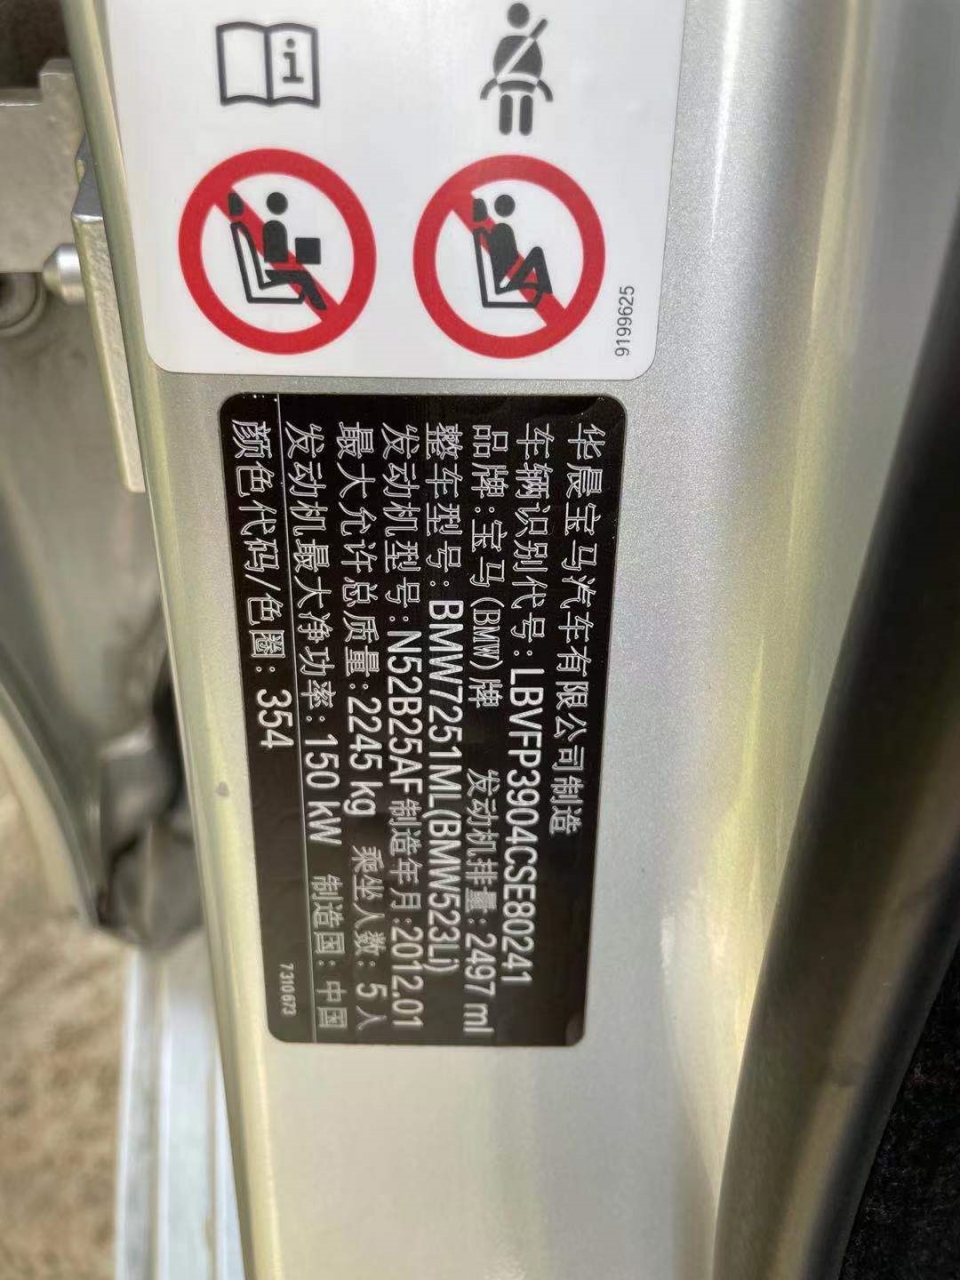 9199625
华晨宝马汽车有限公司制造
车辆识别代号:LBVFP3904CSE80241
品牌:宝马(BMW)牌 发动机排量:2497 ml
整车型号:BMW7251ML(BMW523Li)
发动机型号:N52B25AF 制造年月:2012.01
最大允许总质量:2245 kg 乘坐人数:5人
发动机最大净功率:150 kW 制造国:中国
颜色代码/色圈:354
7310673